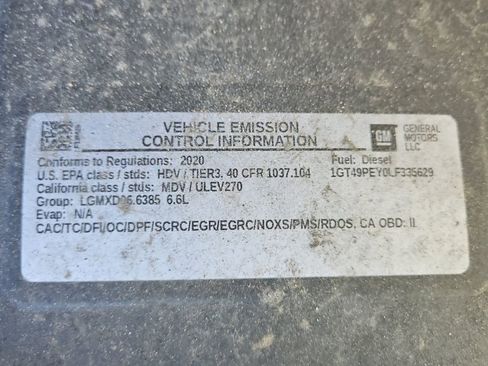 VEHICLE EMISSION
CONTROL INFORMATION
GM
GENERAL
MOTORS
LLC
Conforms to Regulations: 2020
Fuel: Diesel
U.S. EPA class / stds: HDV / TIER3, 40 CFR 1037.104
1GT49PEY0LF335629
California class / stds: MDV / ULEV270
Group: LGMXD06.6385 6.6L
Evap: N/A
CAC/TC/DFI/OC/DPF/SCRC/EGR/EGRC/NOXS/PMS/RDOS, CA OBD: II